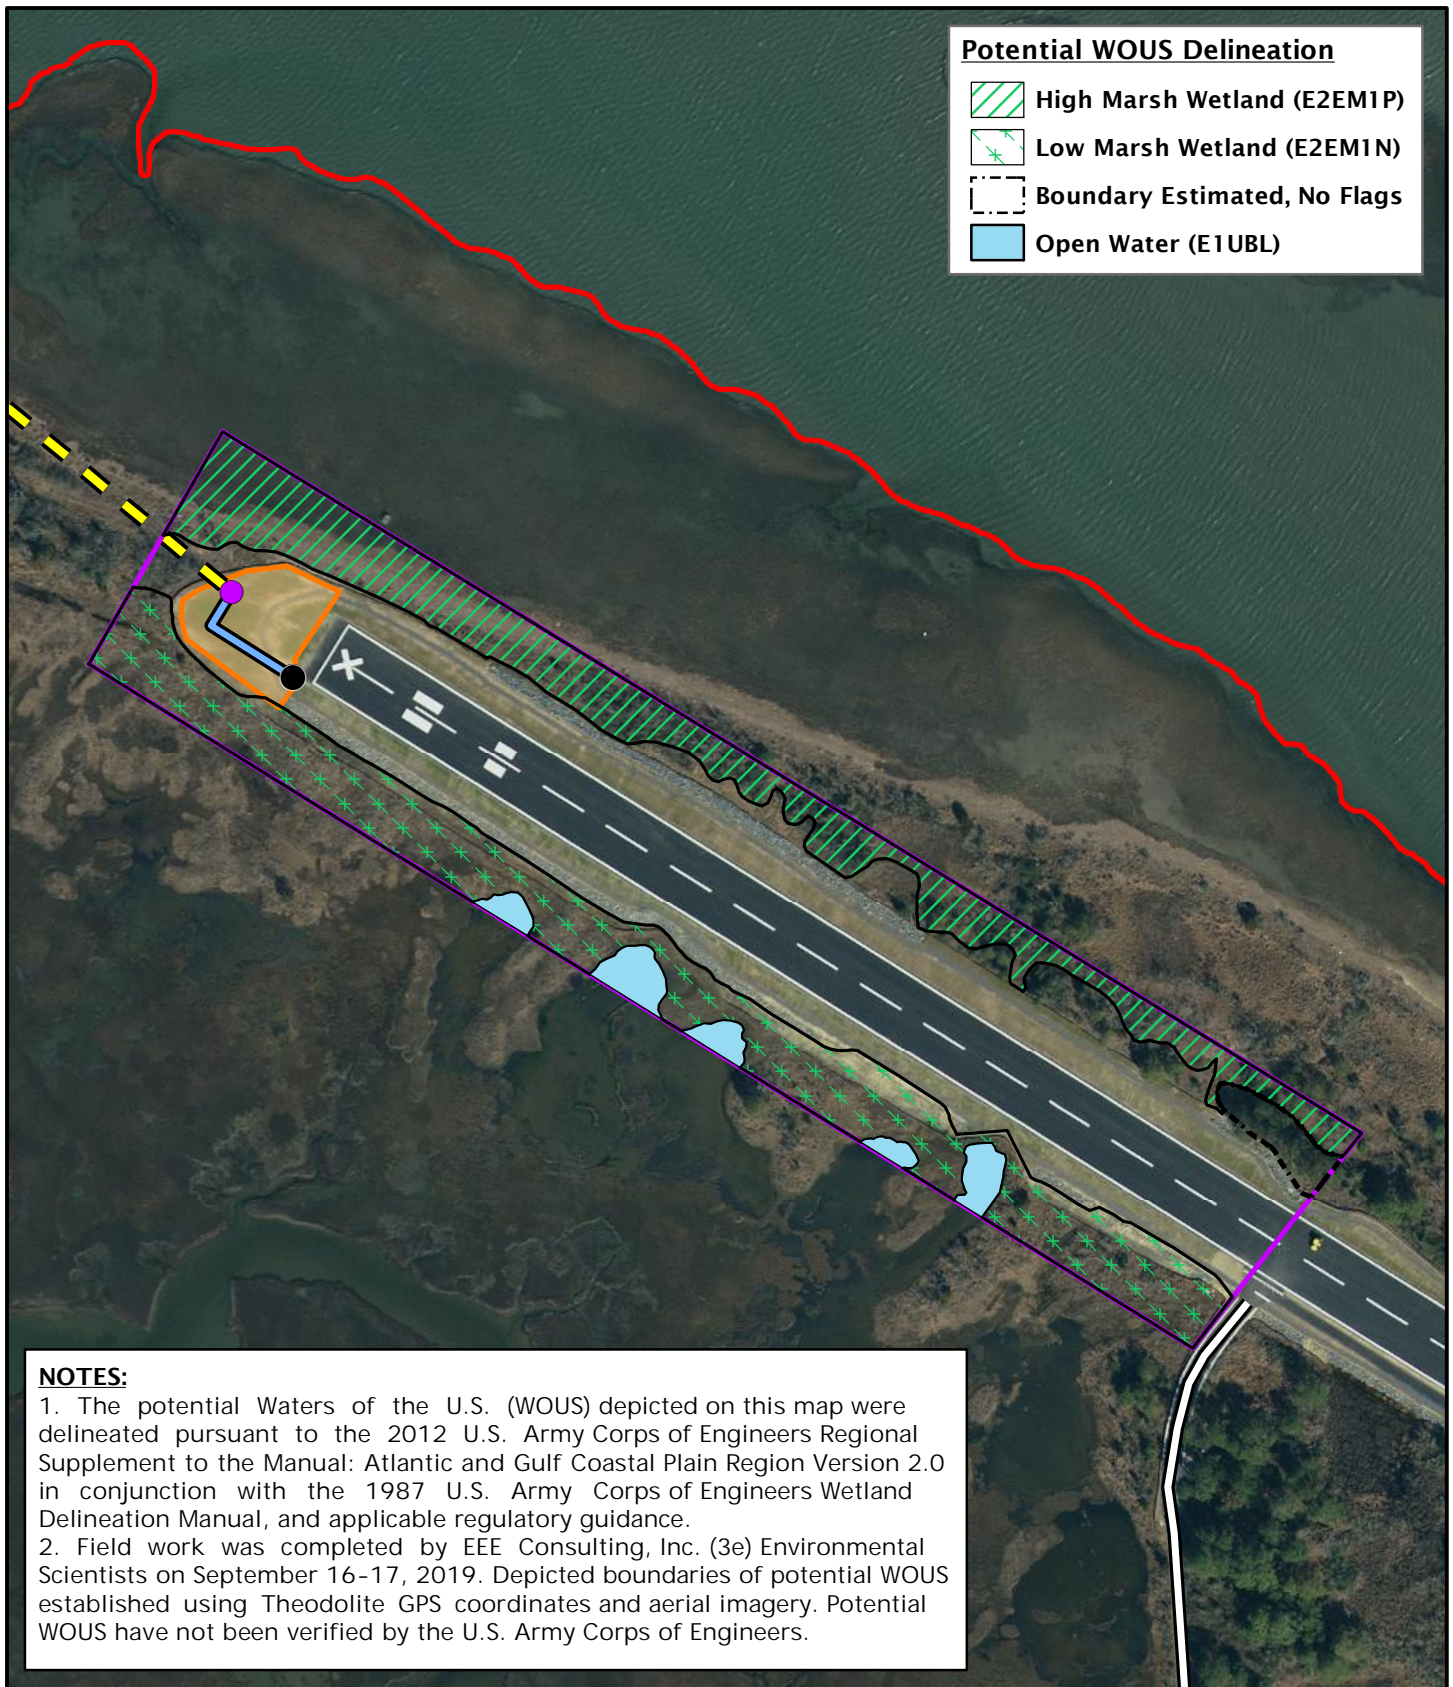 Potential WOUS Delineation
High Marsh Wetland (E2EM1P)
Low Marsh Wetland (E2EM1N)
Boundary Estimated, No Flags
Open Water (E1UBL)
NOTES:
1. The potential Waters of the U.S. (WOUS) depicted on this map were
delineated pursuant to the 2012 U.S. Army Corps of Engineers Regional
Supplement to the Manual: Atlantic and Gulf Coastal Plain Region Version 2.0
in conjunction with the 1987 U.S. Army Corps of Engineers Wetland
Delineation Manual, and applicable regulatory guidance.
2. Field work was completed by EEE Consulting, Inc. (3e) Environmental
Scientists on September 16-17, 2019. Depicted boundaries of potential WOUS
established using Theodolite GPS coordinates and aerial imagery. Potential
WOUS have not been verified by the U.S. Army Corps of Engineers.